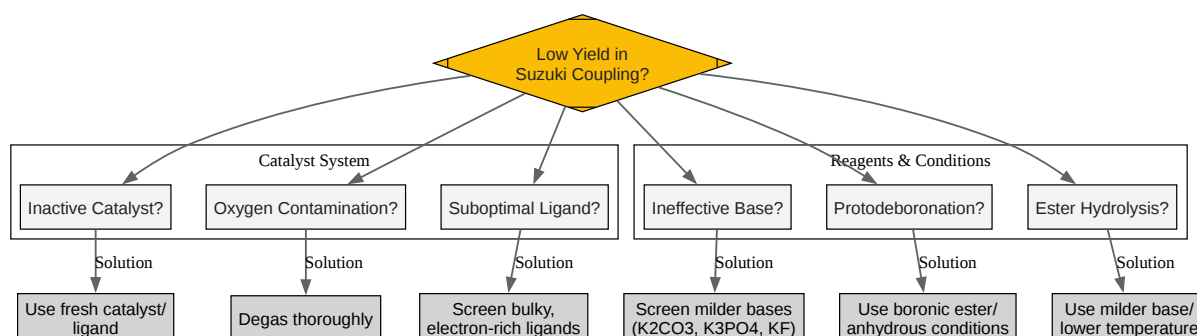 Low Yield in
Suzuki Coupling?
Catalyst System
Reagents & Conditions
Inactive Catalyst?
Oxygen Contamination?
Suboptimal Ligand?
Ineffective Base?
Protodeboronation?
Ester Hydrolysis?
Solution
Solution
Solution
Solution
Solution
Solution
Use fresh catalyst/
ligand
Degas thoroughly
Screen bulky,
electron-rich ligands
Screen milder bases
(K2CO3, K3PO4, KF)
Use boronic ester/
anhydrous conditions
Use milder base/
lower temperature